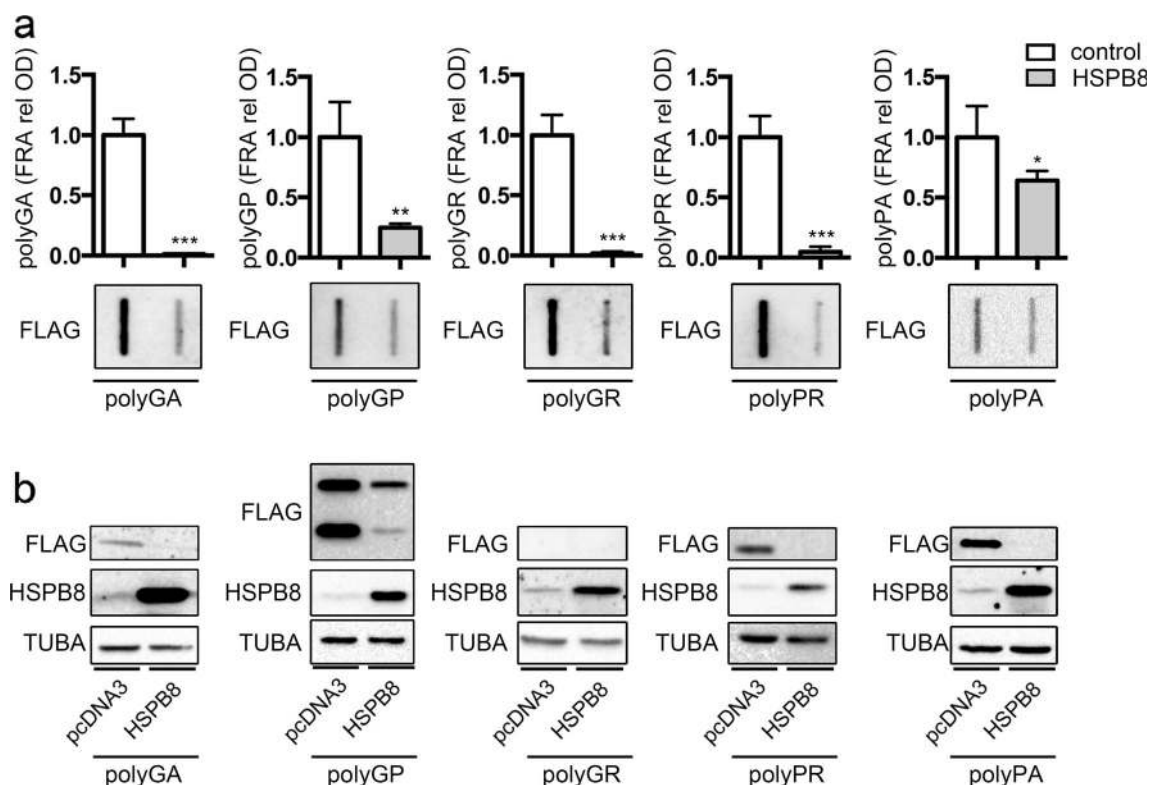 a
control
HSPB8
polyGA (FRA rel OD)
1.5
1.0
0.5
0.0
***
polyGP (FRA rel OD)
1.5
1.0
0.5
0.0
**
polyGR (FRA rel OD)
1.5
1.0
0.5
0.0
***
polyPR (FRA rel OD)
1.5
1.0
0.5
0.0
***
polyPA (FRA rel OD)
1.5
1.0
0.5
0.0
*
FLAG
FLAG
FLAG
FLAG
FLAG
polyGA
polyGP
polyGR
polyPR
polyPA
b
FLAG
HSPB8
TUBA
pcDNA3
HSPB8
polyGA
FLAG
HSPB8
TUBA
pcDNA3
HSPB8
polyGP
FLAG
HSPB8
TUBA
pcDNA3
HSPB8
polyGR
FLAG
HSPB8
TUBA
pcDNA3
HSPB8
polyPR
FLAG
HSPB8
TUBA
pcDNA3
HSPB8
polyPA